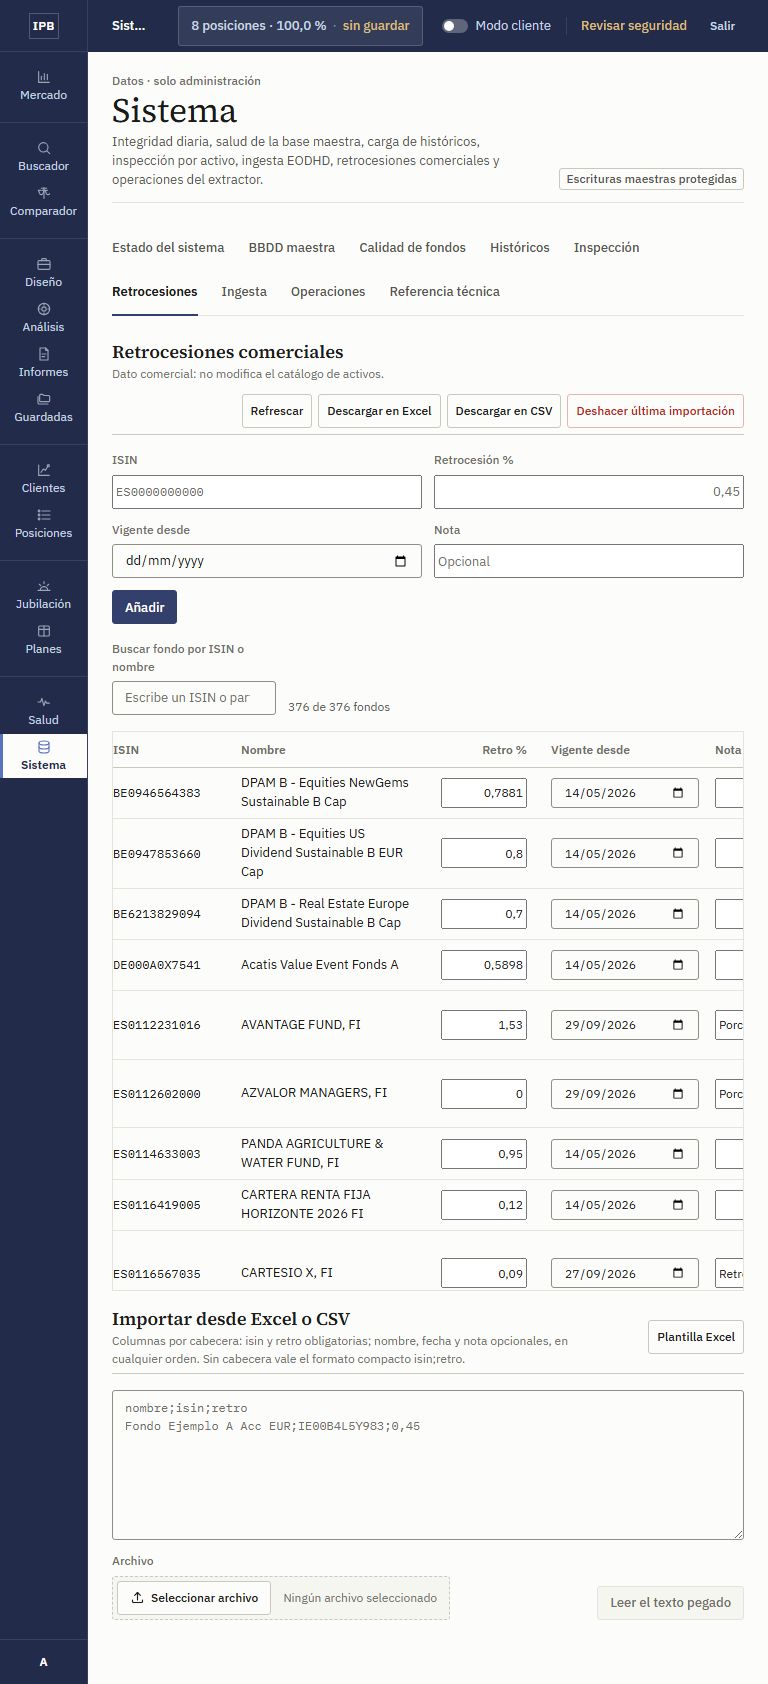 IPB
Sist...
8 posiciones · 100,0 % · sin guardar
Modo cliente
Revisar seguridad
Salir
Mercado
Buscador
Comparador
Diseño
Análisis
Informes
Guardadas
Clientes
Posiciones
Jubilación
Planes
Salud
Sistema
A
Datos · solo administración
Sistema
Integridad diaria, salud de la base maestra, carga de históricos,
inspección por activo, ingesta EODHD, retrocesiones comerciales y
operaciones del extractor.
Escrituras maestras protegidas
Estado del sistema BBDD maestra Calidad de fondos Históricos Inspección
Retrocesiones Ingesta Operaciones Referencia técnica
Retrocesiones comerciales
Dato comercial: no modifica el catálogo de activos.
Refrescar Descargar en Excel Descargar en CSV Deshacer última importación
ISIN Retrocesión %
ES0000000000 0,45
Vigente desde Nota
dd/mm/yyyy Opcional
Añadir
Buscar fondo por ISIN o
nombre
Escribe un ISIN o par 376 de 376 fondos
ISIN Nombre Retro % Vigente desde Nota
BE0946564383 DPAM B - Equities NewGems
Sustainable B Cap 0,7881 14/05/2026
BE0947853660 DPAM B - Equities US
Dividend Sustainable B EUR
Cap 0,8 14/05/2026
BE6213829094 DPAM B - Real Estate Europe
Dividend Sustainable B Cap 0,7 14/05/2026
DE000A0X7541 Acatis Value Event Fonds A 0,5898 14/05/2026
ES0112231016 AVANTAGE FUND, FI 1,53 29/09/2026 Porc
ES0112602000 AZVALOR MANAGERS, FI 0 29/09/2026 Porc
ES0114633003 PANDA AGRICULTURE &
WATER FUND, FI 0,95 14/05/2026
ES0116419005 CARTERA RENTA FIJA
HORIZONTE 2026 FI 0,12 14/05/2026
ES0116567035 CARTESIO X, FI 0,09 27/09/2026 Retr
Importar desde Excel o CSV
Columnas por cabecera: isin y retro obligatorias; nombre, fecha y nota opcionales, en
cualquier orden. Sin cabecera vale el formato compacto isin;retro.
Plantilla Excel
nombre;isin;retro
Fondo Ejemplo A Acc EUR;IE00B4L5Y983;0,45
Archivo
Seleccionar archivo Ningún archivo seleccionado
Leer el texto pegado